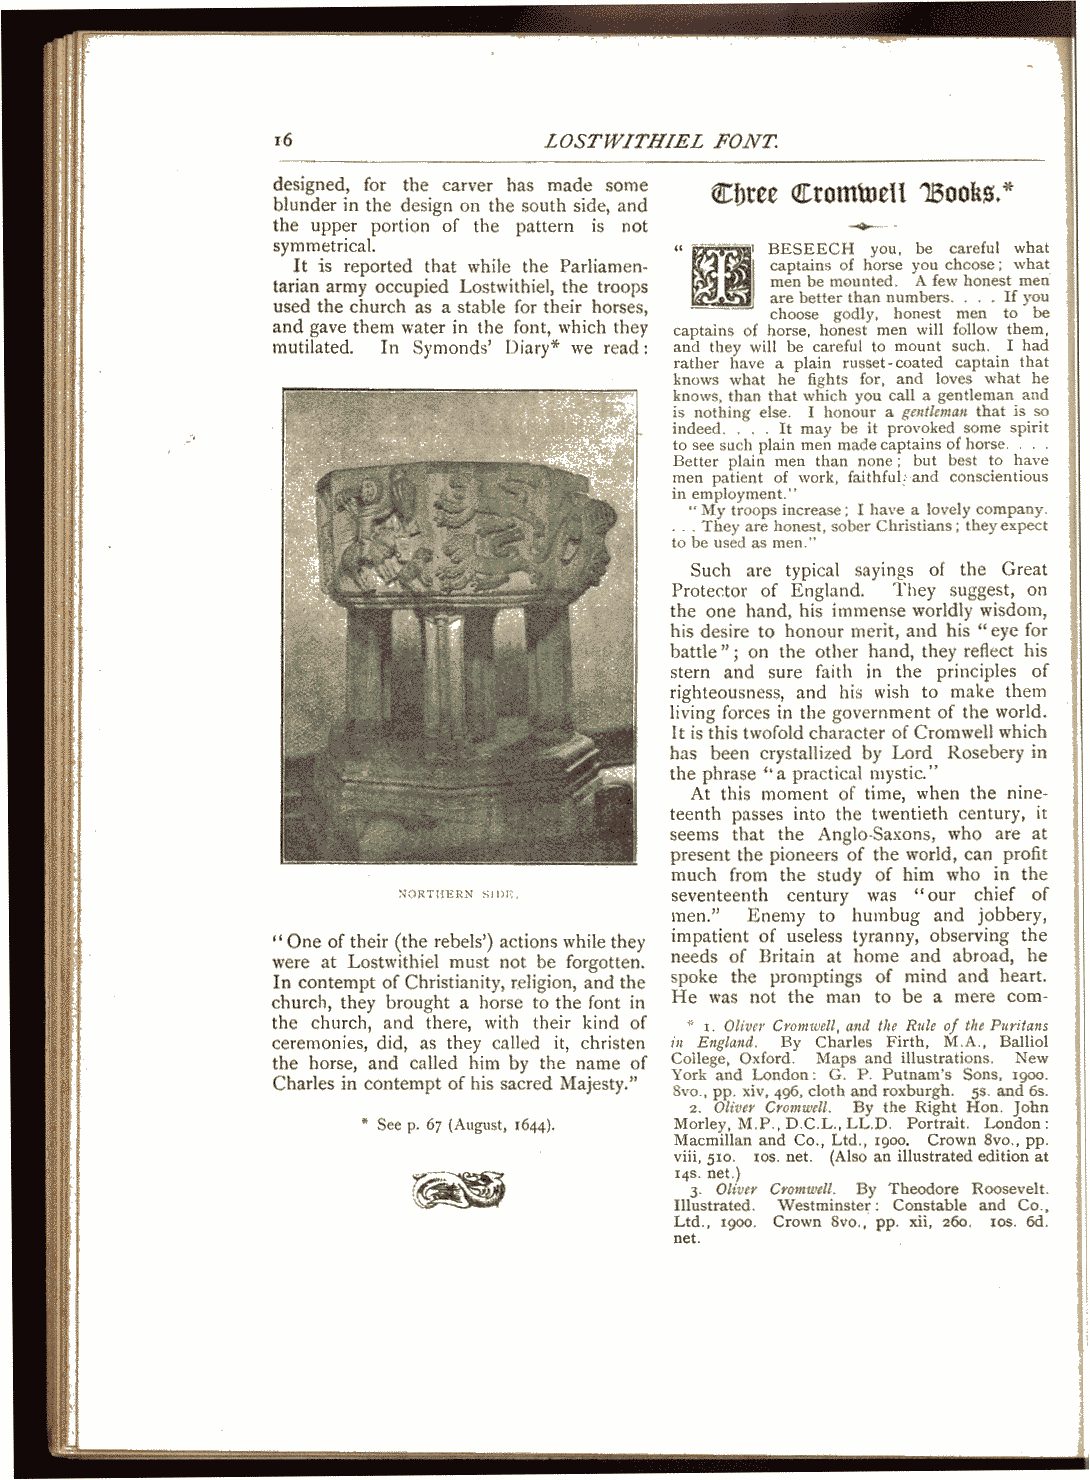 16
LOSTWITHIEL FONT.
designed, for the carver has made some
blunder in the design on the south side, and
the upper portion of the pattern is not
symmetrical.
It is reported that while the Parliamen-
tarian army occupied Lostwithiel, the troops
used the church as a stable for their horses,
and gave them water in the font, which they
mutilated. In Symonds' Diary* we read:
NORTHERN SIDE.
"One of their (the rebels') actions while they
were at Lostwithiel must not be forgotten.
In contempt of Christianity, religion, and the
church, they brought a horse to the font in
the church, and there, with their kind of
ceremonies, did, as they called it, christen
the horse, and called him by the name of
Charles in contempt of his sacred Majesty."
* See p. 67 (August, 1644).
Three Cromwell Books.*
"I BESEECH you, be careful what
captains of horse you choose; what
men be mounted. A few honest men
are better than numbers. . . . If you
choose godly, honest men to be
captains of horse, honest men will follow them,
and they will be careful to mount such. I had
rather have a plain russet-coated captain that
knows what he fights for, and loves what he
knows, than that which you call a gentleman and
is nothing else. I honour a gentleman that is so
indeed. . . . It may be it provoked some spirit
to see such plain men made captains of horse. . . .
Better plain men than none; but best to have
men patient of work, faithful; and conscientious
in employment."
"My troops increase; I have a lovely company.
. . . They are honest, sober Christians; they expect
to be used as men."
Such are typical sayings of the Great
Protector of England. They suggest, on
the one hand, his immense worldly wisdom,
his desire to honour merit, and his "eye for
battle"; on the other hand, they reflect his
stern and sure faith in the principles of
righteousness, and his wish to make them
living forces in the government of the world.
It is this twofold character of Cromwell which
has been crystallized by Lord Rosebery in
the phrase "a practical mystic."
At this moment of time, when the nine-
teenth passes into the twentieth century, it
seems that the Anglo-Saxons, who are at
present the pioneers of the world, can profit
much from the study of him who in the
seventeenth century was "our chief of
men." Enemy to humbug and jobbery,
impatient of useless tyranny, observing the
needs of Britain at home and abroad, he
spoke the promptings of mind and heart.
He was not the man to be a mere com-
* 1. Oliver Cromwell, and the Rule of the Puritans
in England. By Charles Firth, M.A., Balliol
College, Oxford. Maps and illustrations. New
York and London: G. P. Putnam's Sons, 1900.
8vo., pp. xiv, 496, cloth and roxburgh. 5s. and 6s.
2. Oliver Cromwell. By the Right Hon. John
Morley, M.P., D.C.L., LL.D. Portrait. London:
Macmillan and Co., Ltd., 1900. Crown 8vo., pp.
viii, 510. 10s. net. (Also an illustrated edition at
14s. net.)
3. Oliver Cromwell. By Theodore Roosevelt.
Illustrated. Westminster: Constable and Co.,
Ltd., 1900. Crown 8vo., pp. xii, 260. 10s. 6d.
net.